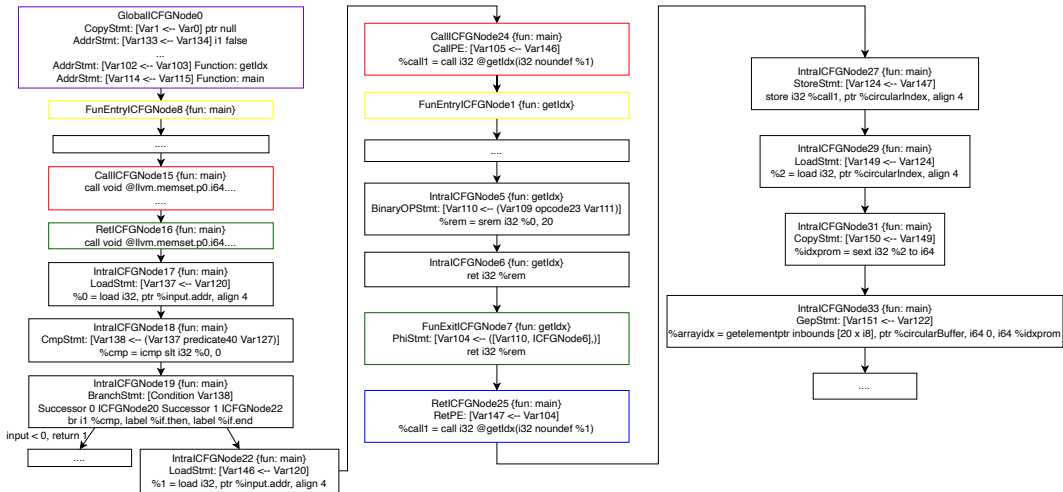 GlobalICFGNode0
CopyStmt: [Var1 <-- Var0] ptr null
AddrStmt: [Var133 <-- Var134] i1 false
...
AddrStmt: [Var102 <-- Var103] Function: getIdx
AddrStmt: [Var114 <-- Var115] Function: main
FunEntryICFGNode8 {fun: main}
....
CallICFGNode15 {fun: main}
call void @llvm.memset.p0.i64....
....
RetICFGNode16 {fun: main}
call void @llvm.memset.p0.i64....
IntraICFGNode17 {fun: main}
LoadStmt: [Var137 <-- Var120]
%0 = load i32, ptr %input.addr, align 4
IntraICFGNode18 {fun: main}
CmpStmt: [Var138 <-- (Var137 predicate40 Var127)]
%cmp = icmp slt i32 %0, 0
IntraICFGNode19 {fun: main}
BranchStmt: [Condition Var138]
Successor 0 ICFGNode20 Successor 1 ICFGNode22
br i1 %cmp, label %if.then, label %if.end
input < 0, return 1
....
IntraICFGNode22 {fun: main}
LoadStmt: [Var146 <-- Var120]
%1 = load i32, ptr %input.addr, align 4
CallICFGNode24 {fun: main}
CallPE: [Var105 <-- Var146]
%call1 = call i32 @getIdx(i32 noundef %1)
FunEntryICFGNode1 {fun: getIdx}
....
IntraICFGNode5 {fun: getIdx}
BinaryOPStmt: [Var110 <-- (Var109 opcode23 Var111)]
%rem = srem i32 %0, 20
IntraICFGNode6 {fun: getIdx}
ret i32 %rem
FunExitICFGNode7 {fun: getIdx}
PhiStmt: [Var104 <-- ([Var110, ICFGNode6],)]
ret i32 %rem
RetICFGNode25 {fun: main}
RetPE: [Var147 <-- Var104]
%call1 = call i32 @getIdx(i32 noundef %1)
IntraICFGNode27 {fun: main}
StoreStmt: [Var124 <-- Var147]
store i32 %call1, ptr %circularIndex, align 4
IntraICFGNode29 {fun: main}
LoadStmt: [Var149 <-- Var124]
%2 = load i32, ptr %circularIndex, align 4
IntraICFGNode31 {fun: main}
CopyStmt: [Var150 <-- Var149]
%idxprom = sext i32 %2 to i64
IntraICFGNode33 {fun: main}
GepStmt: [Var151 <-- Var122]
%arrayidx = getelementptr inbounds [20 x i8], ptr %circularBuffer, i64 0, i64 %idxprom
....